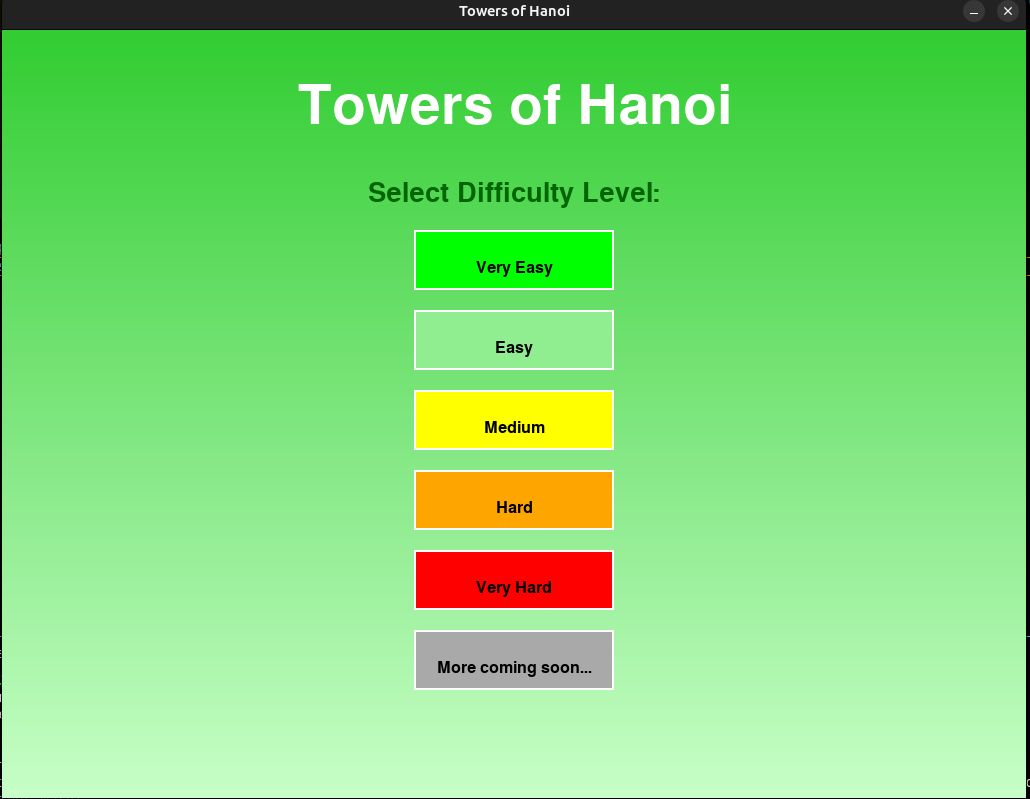 Towers of Hanoi
Towers of Hanoi
Select Difficulty Level:
Very Easy
Easy
Medium
Hard
Very Hard
More coming soon...